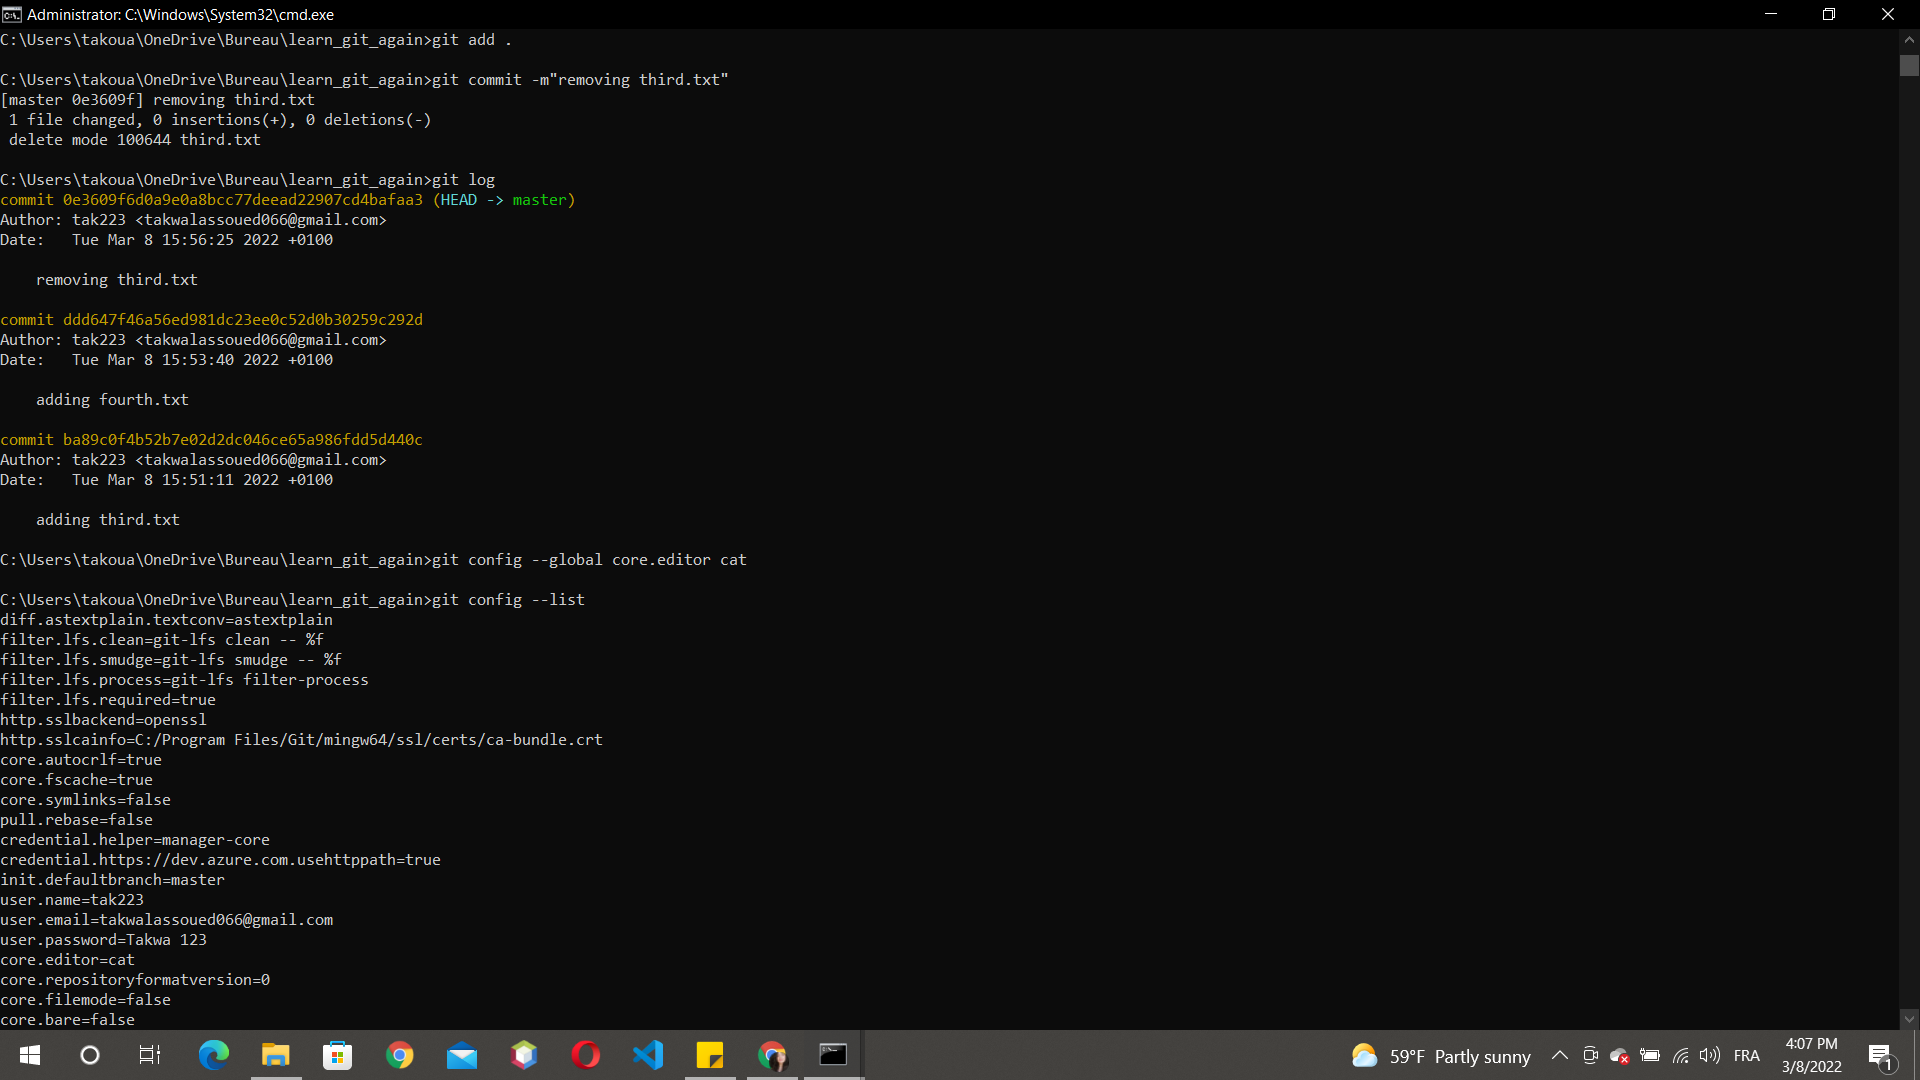 Administrator: C:\Windows\System32\cmd.exe
C:\Users\takoua\OneDrive\Bureau\learn_git_again>git add .
C:\Users\takoua\OneDrive\Bureau\learn_git_again>git commit -m"removing third.txt"
[master 0e3609f] removing third.txt
 1 file changed, 0 insertions(+), 0 deletions(-)
 delete mode 100644 third.txt
C:\Users\takoua\OneDrive\Bureau\learn_git_again>git log
commit 0e3609f6d0a9e0a8bcc77deead22907cd4bafaa3 (HEAD -> master)
Author: tak223 <takwalassoued066@gmail.com>
Date:   Tue Mar 8 15:56:25 2022 +0100
    removing third.txt
commit ddd647f46a56ed981dc23ee0c52d0b30259c292d
Author: tak223 <takwalassoued066@gmail.com>
Date:   Tue Mar 8 15:53:40 2022 +0100
    adding fourth.txt
commit ba89c0f4b52b7e02d2dc046ce65a986fdd5d440c
Author: tak223 <takwalassoued066@gmail.com>
Date:   Tue Mar 8 15:51:11 2022 +0100
    adding third.txt
C:\Users\takoua\OneDrive\Bureau\learn_git_again>git config --global core.editor cat
C:\Users\takoua\OneDrive\Bureau\learn_git_again>git config --list
diff.astextplain.textconv=astextplain
filter.lfs.clean=git-lfs clean -- %f
filter.lfs.smudge=git-lfs smudge -- %f
filter.lfs.process=git-lfs filter-process
filter.lfs.required=true
http.sslbackend=openssl
http.sslcainfo=C:/Program Files/Git/mingw64/ssl/certs/ca-bundle.crt
core.autocrlf=true
core.fscache=true
core.symlinks=false
pull.rebase=false
credential.helper=manager-core
credential.https://dev.azure.com.usehttppath=true
init.defaultbranch=master
user.name=tak223
user.email=takwalassoued066@gmail.com
user.password=Takwa 123
core.editor=cat
core.repositoryformatversion=0
core.filemode=false
core.bare=false
59°F Partly sunny
FRA
4:07 PM
3/8/2022
1